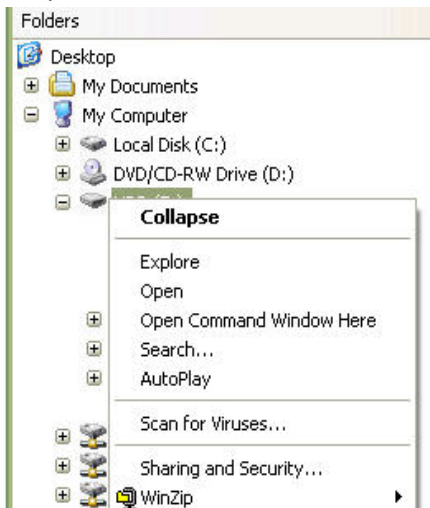 Folders
Desktop
My Documents
My Computer
Local Disk (C:)
DVD/CD-RW Drive (D:)
Collapse
Explore
Open
Open Command Window Here
Search...
AutoPlay
Scan for Viruses...
Sharing and Security...
WinZip